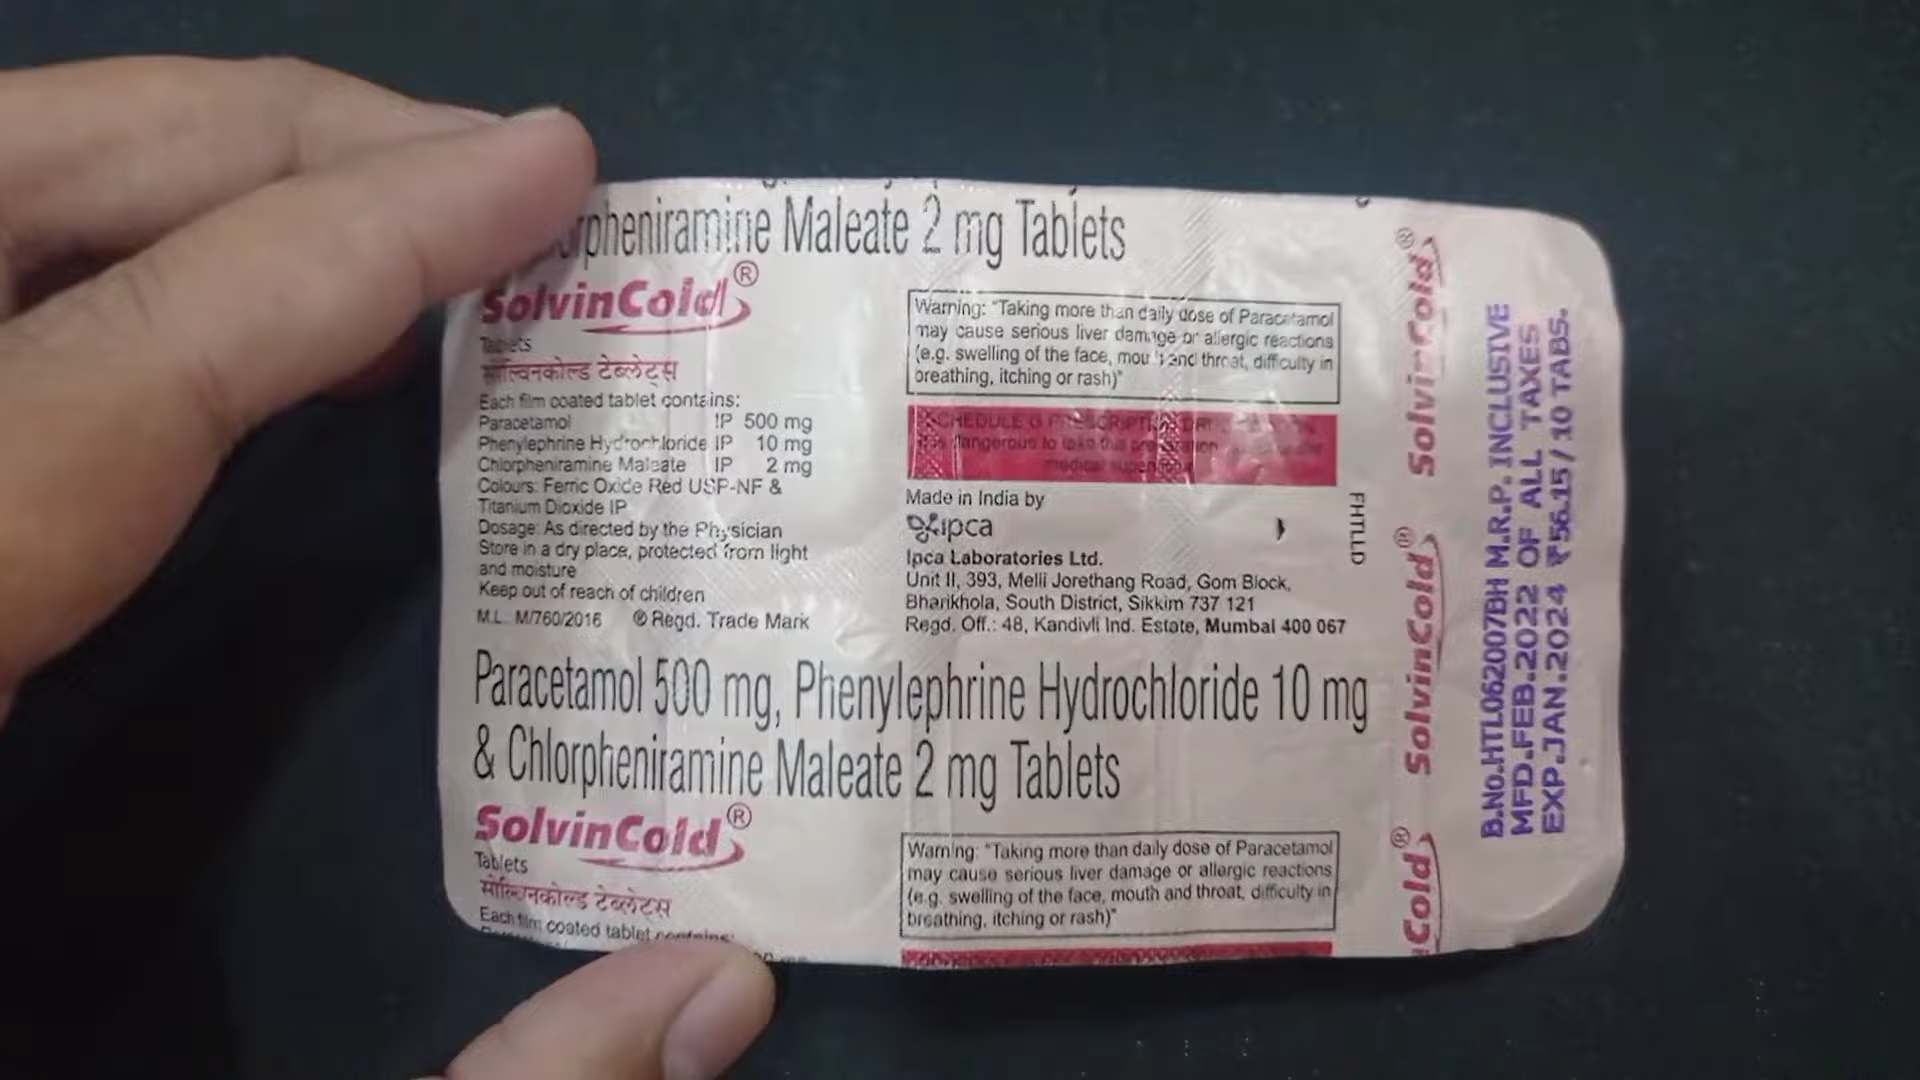 rpheniramine Maleate 2 mg Tablets
SolvinCold®
Tablets
सोल्विनकोल्ड टेब्लेट्स
Each film coated tablet contains:
Paracetamol IP 500 mg
Phenylephrine Hydrochloride IP 10 mg
Chlorpheniramine Maleate IP 2 mg
Colours: Ferric Oxide Red USP-NF &
Titanium Dioxide IP
Dosage: As directed by the Physician
Store in a dry place, protected from light
and moisture
Keep out of reach of children
M.L. M/760/2016 ® Regd. Trade Mark
Warning: "Taking more than daily dose of Paracetamol
may cause serious liver damage or allergic reactions
(e.g. swelling of the face, mouth and throat, difficulty in
breathing, itching or rash)"
SCHEDULE G PRESCRIPTION DRUG
It is dangerous to take this preparation
medical supervision
Made in India by
ipca
Ipca Laboratories Ltd.
Unit II, 393, Melli Jorethang Road, Gom Block,
Bharikhola, South District, Sikkim 737 121
Regd. Off.: 48, Kandivli Ind. Estate, Mumbai 400 067
FHTLLD
Paracetamol 500 mg, Phenylephrine Hydrochloride 10 mg
& Chlorpheniramine Maleate 2 mg Tablets
SolvinCold®
Tablets
सोल्विनकोल्ड टेब्लेट्स
Each film coated tablet contains:
Warning: "Taking more than daily dose of Paracetamol
may cause serious liver damage or allergic reactions
(e.g. swelling of the face, mouth and throat, difficulty in
breathing, itching or rash)"
SolvinCold®
SolvinCold®
Cold®
B.No.HTL062007BH M.R.P. INCLUSIVE
MFD.FEB.2022 OF ALL TAXES
EXP.JAN.2024 ₹56.15/10 TABS.